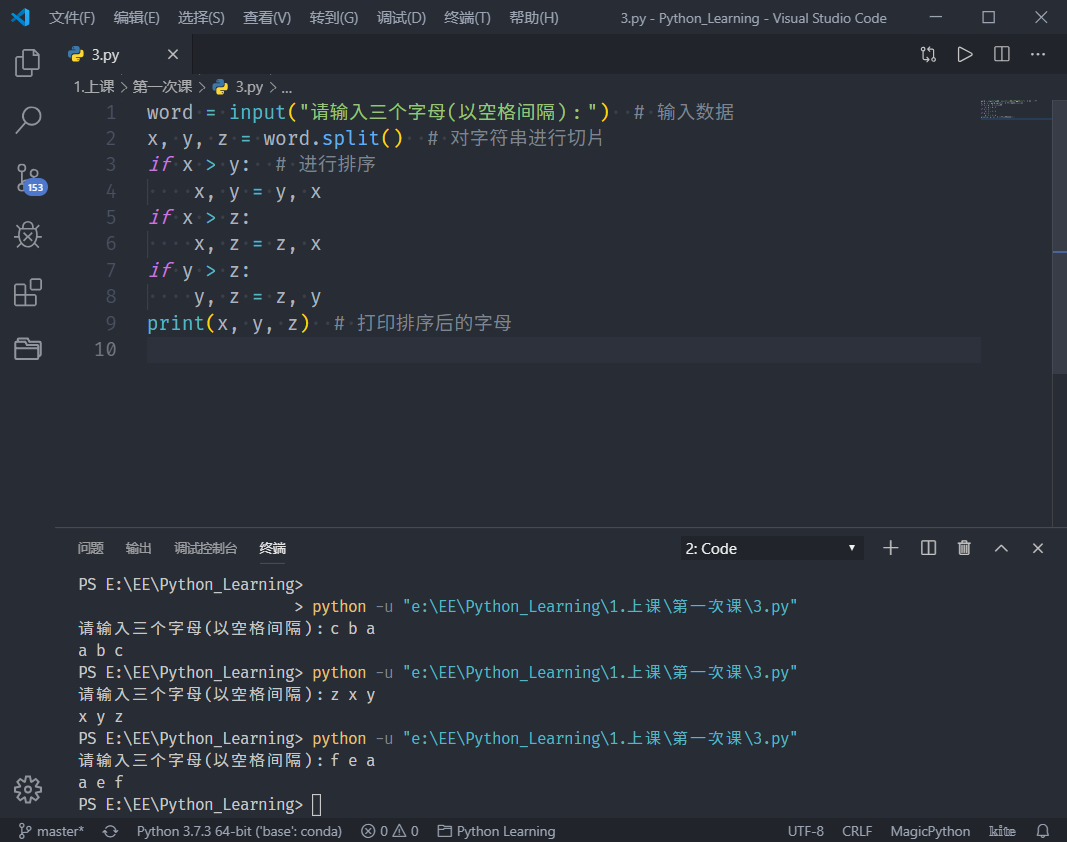 文件(F) 编辑(E) 选择(S) 查看(V) 转到(G) 调试(D) 终端(T) 帮助(H) 3.py - Python_Learning - Visual Studio Code
3.py
1.上课 > 第一次课 > 3.py > ...
1 word = input("请输入三个字母(以空格间隔):")  # 输入数据
2 x, y, z = word.split()  # 对字符串进行切片
3 if x > y:  # 进行排序
4     x, y = y, x
5 if x > z:
6     x, z = z, x
7 if y > z:
8     y, z = z, y
9 print(x, y, z)  # 打印排序后的字母
10
153
问题 输出 调试控制台 终端 2: Code
PS E:\EE\Python_Learning>
> python -u "e:\EE\Python_Learning\1.上课\第一次课\3.py"
请输入三个字母(以空格间隔):c b a
a b c
PS E:\EE\Python_Learning> python -u "e:\EE\Python_Learning\1.上课\第一次课\3.py"
请输入三个字母(以空格间隔):z x y
x y z
PS E:\EE\Python_Learning> python -u "e:\EE\Python_Learning\1.上课\第一次课\3.py"
请输入三个字母(以空格间隔):f e a
a e f
PS E:\EE\Python_Learning>
master* Python 3.7.3 64-bit ('base': conda) 0 0 Python Learning UTF-8 CRLF MagicPython kite